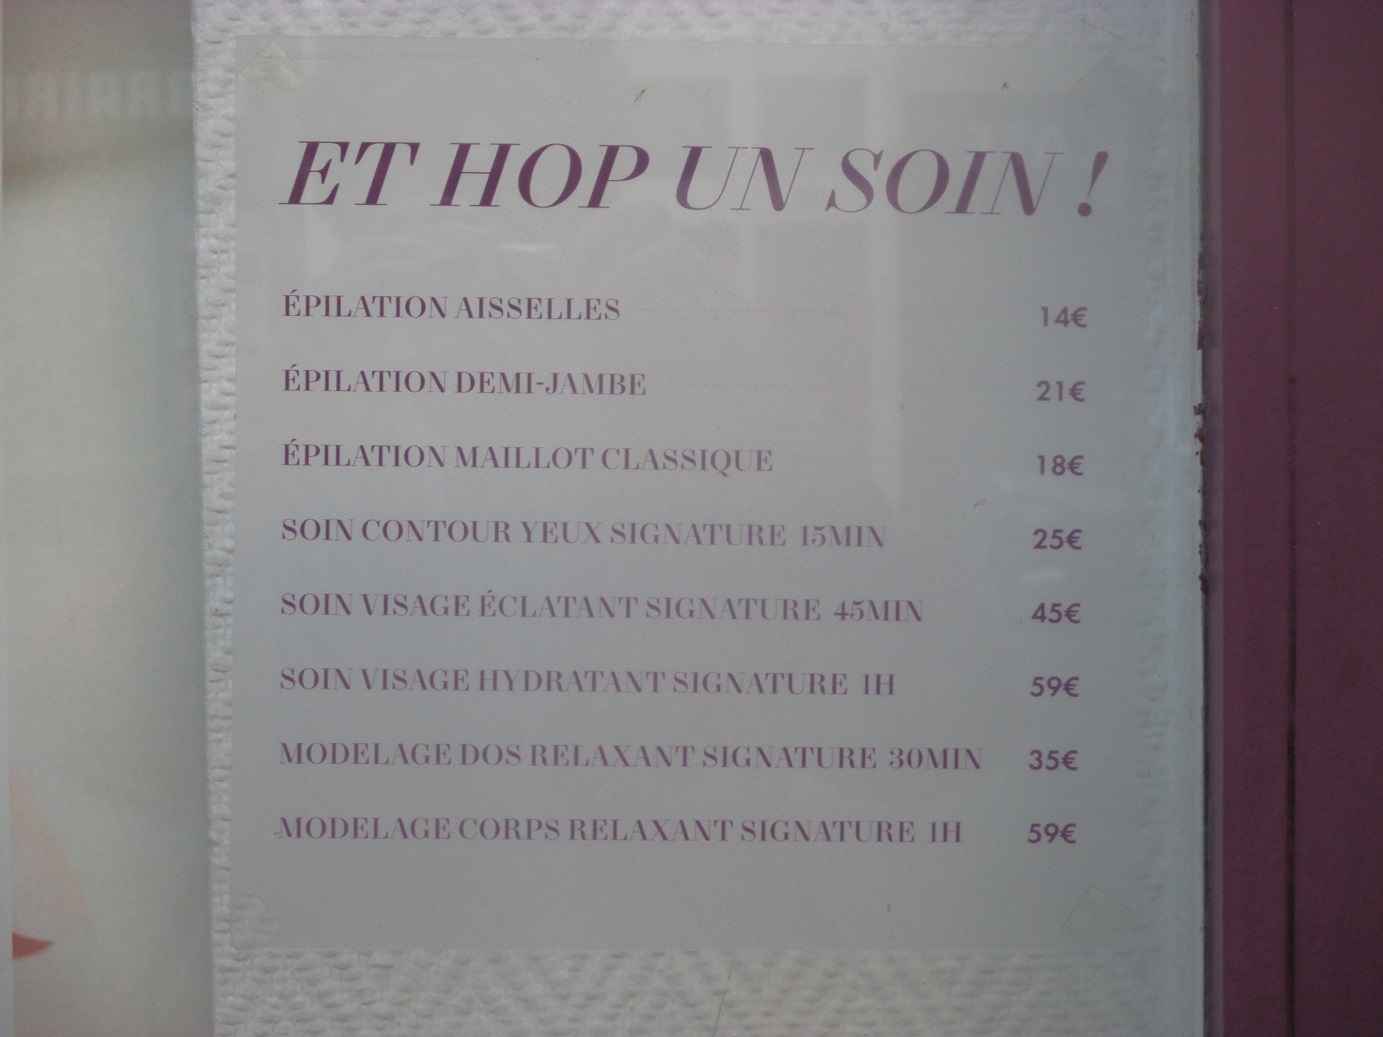 ET HOP UN SOIN !
ÉPILATION AISSELLES 14€
ÉPILATION DEMI-JAMBE 21€
ÉPILATION MAILLOT CLASSIQUE 18€
SOIN CONTOUR YEUX SIGNATURE 15MIN 25€
SOIN VISAGE ÉCLATANT SIGNATURE 45MIN 45€
SOIN VISAGE HYDRATANT SIGNATURE 1H 59€
MODELAGE DOS RELAXANT SIGNATURE 30MIN 35€
MODELAGE CORPS RELAXANT SIGNATURE 1H 59€